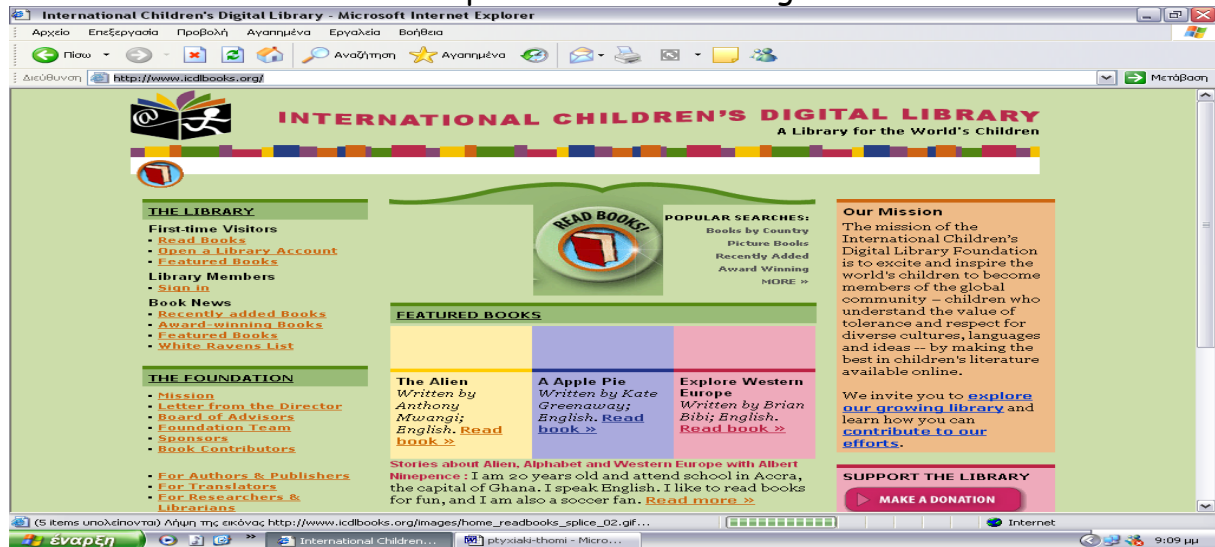 International Children's Digital Library - Microsoft Internet Explorer
Αρχείο Επεξεργασία Προβολή Αγαπημένα Εργαλεία Βοήθεια
Πίσω Αναζήτηση Αγαπημένα
Διεύθυνση http://www.icdlbooks.org/ Μετάβαση
INTERNATIONAL CHILDREN'S DIGITAL LIBRARY
A Library for the World's Children
THE LIBRARY
First-time Visitors
• Read Books
• Open a Library Account
• Featured Books
Library Members
• Sign in
Book News
• Recently added Books
• Award-winning Books
• Featured Books
• White Ravens List
THE FOUNDATION
• Mission
• Letter from the Director
• Board of Advisors
• Foundation Team
• Sponsors
• Book Contributors
• For Authors & Publishers
• For Translators
• For Researchers &
Librarians
READ BOOKS!
POPULAR SEARCHES:
Books by Country
Picture Books
Recently Added
Award Winning
MORE »
FEATURED BOOKS
The Alien
Written by
Anthony
Mwangi;
English. Read
book »
A Apple Pie
Written by Kate
Greenaway;
English. Read
book »
Explore Western
Europe
Written by Brian
Bibi; English.
Read book »
Stories about Alien, Alphabet and Western Europe with Albert
Ninepence : I am 20 years old and attend school in Accra,
the capital of Ghana. I speak English. I like to read books
for fun, and I am also a soccer fan. Read more »
Our Mission
The mission of the
International Children's
Digital Library Foundation
is to excite and inspire the
world's children to become
members of the global
community – children who
understand the value of
tolerance and respect for
diverse cultures, languages
and ideas -- by making the
best in children's literature
available online.
We invite you to explore
our growing library and
learn how you can
contribute to our
efforts.
SUPPORT THE LIBRARY
MAKE A DONATION
(5 items υπολείπονται) Λήψη της εικόνας http://www.icdlbooks.org/images/home_readbooks_splice_02.gif... Internet
έναρξη International Children... ptyxiaki-thomi - Micro... 9:09 μμ